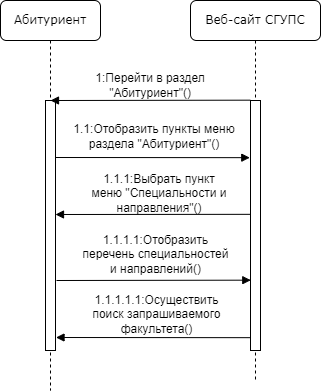 Абитуриент
Веб-сайт СГУПС
1:Перейти в раздел
"Абитуриент"()
1.1:Отобразить пункты меню
раздела "Абитуриент"()
1.1.1:Выбрать пункт
меню "Специальности и
направления"()
1.1.1.1:Отобразить
перечень специальностей
и направлений()
1.1.1.1.1:Осуществить
поиск запрашиваемого
факультета()